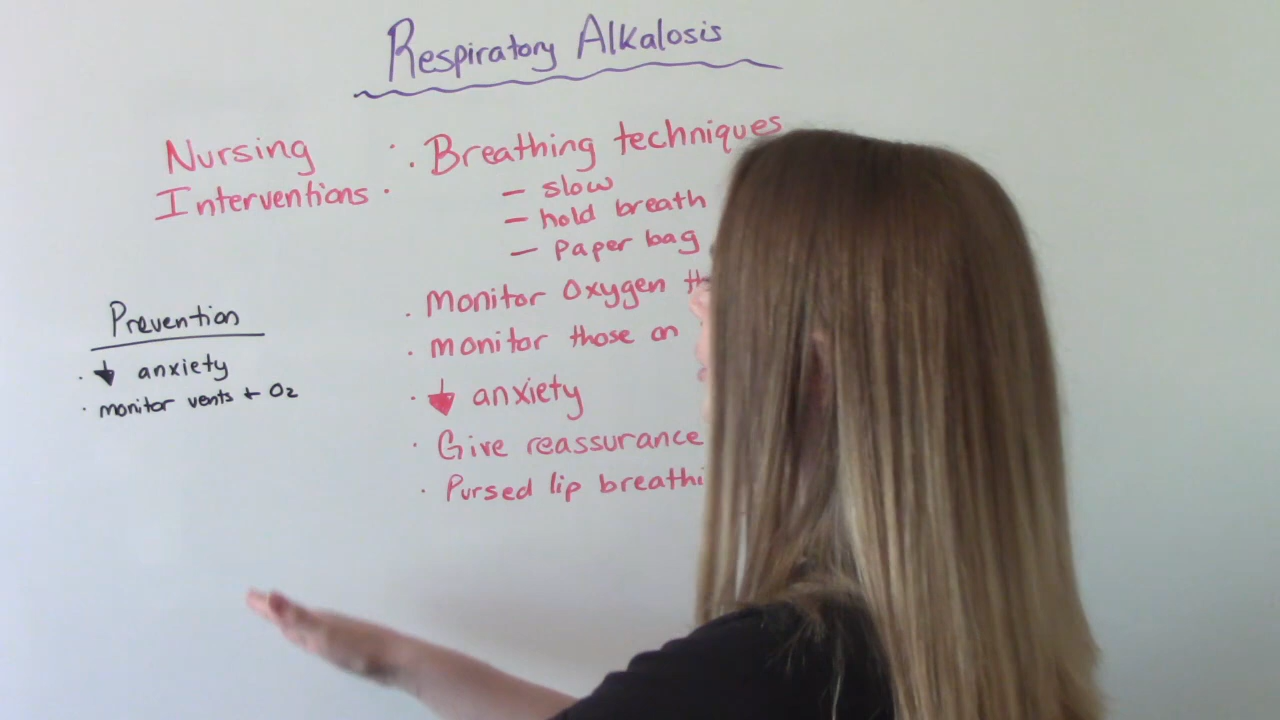 Respiratory Alkalosis
Nursing
Interventions
· Breathing techniques
— slow
— hold breath
— paper bag
· monitor Oxygen
· monitor those on
· ↓ anxiety
· Give reassurance
· Pursed lip
Prevention
· ↓ anxiety
· monitor vents + O2